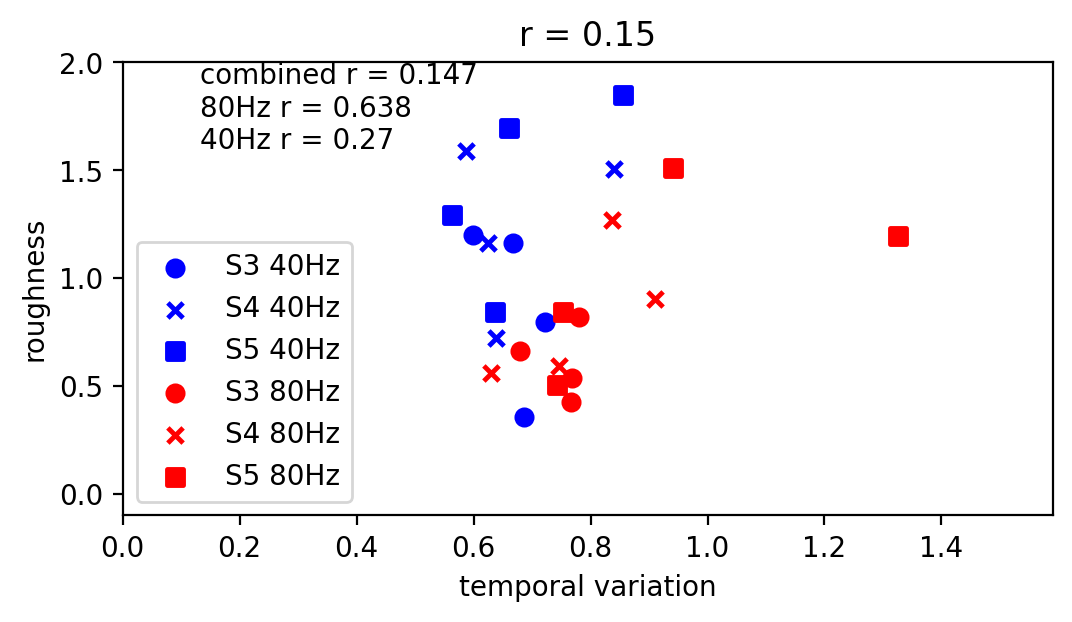 r = 0.15
combined r = 0.147
80Hz r = 0.638
40Hz r = 0.27
2.0
1.5
1.0
0.5
0.0
roughness
S3 40Hz
S4 40Hz
S5 40Hz
S3 80Hz
S4 80Hz
S5 80Hz
0.0 0.2 0.4 0.6 0.8 1.0 1.2 1.4
temporal variation